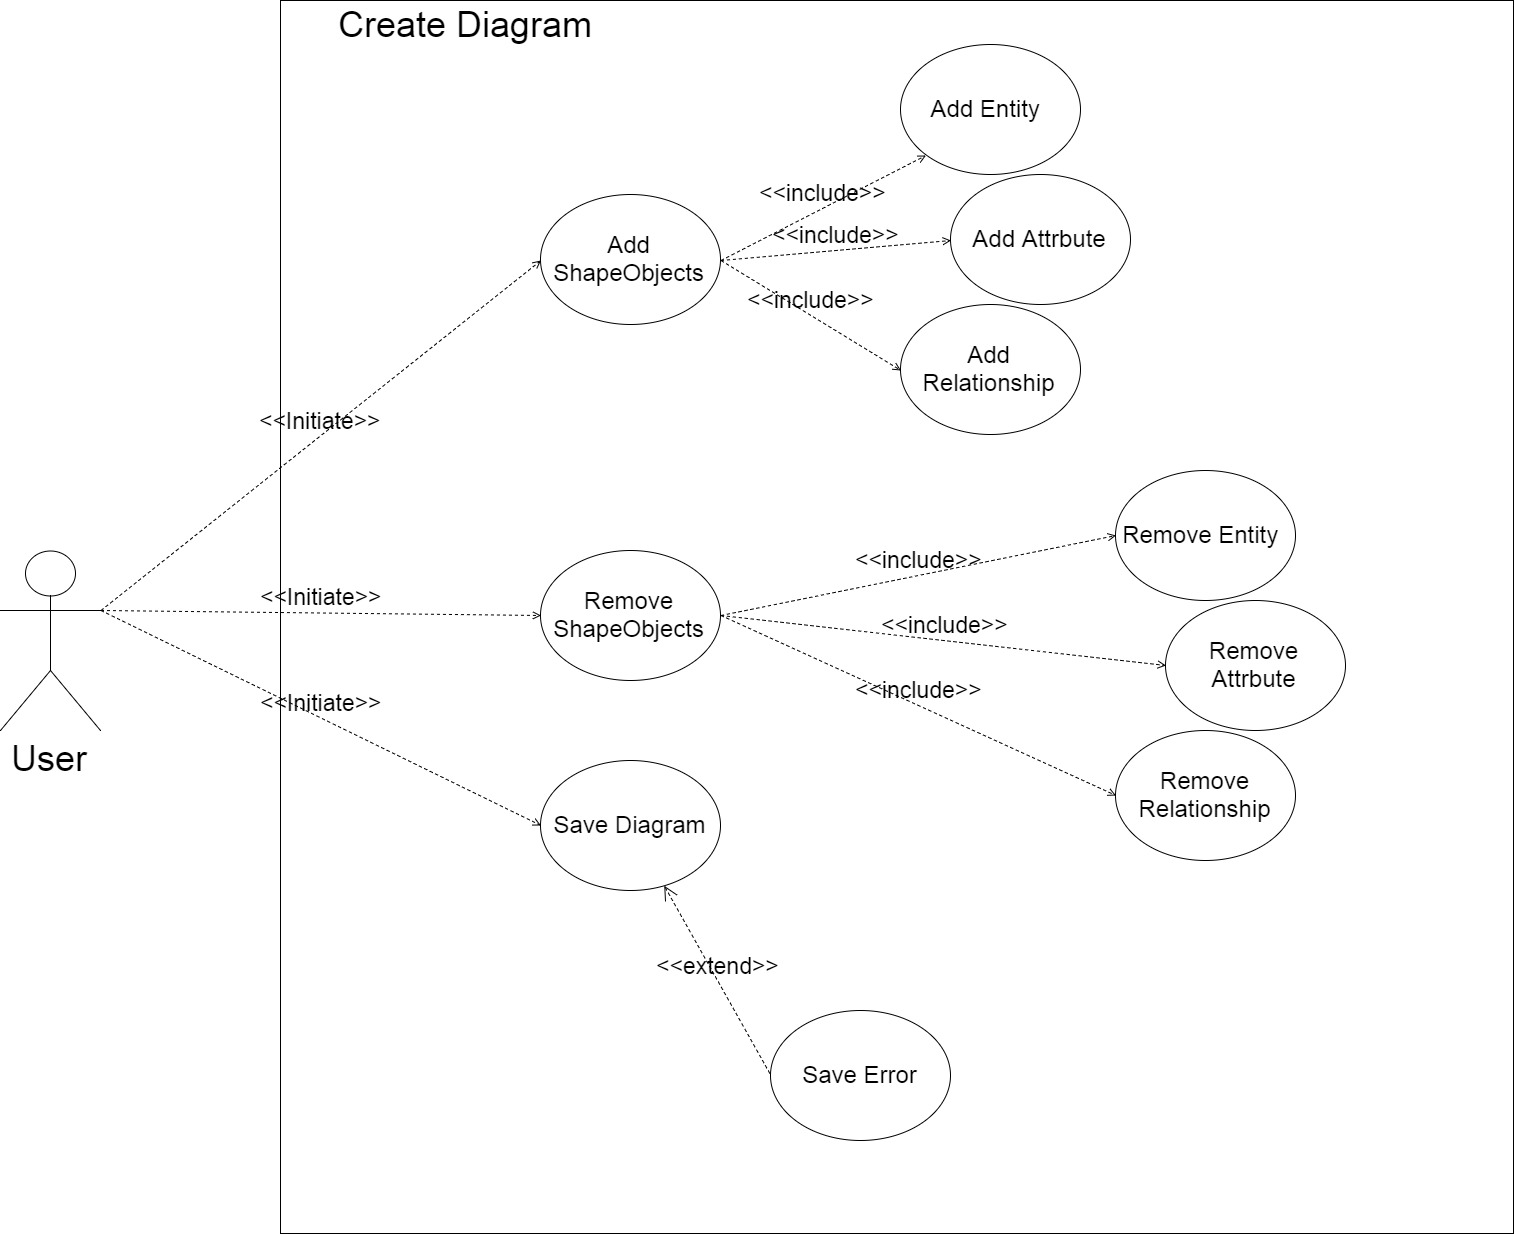 Create Diagram
Add Entity
<<include>>
Add
ShapeObjects
<<include>>
Add Attrbute
<<include>>
Add
Relationship
<<Initiate>>
Remove Entity
<<include>>
<<Initiate>>
Remove
ShapeObjects
<<include>>
Remove
Attrbute
<<include>>
<<Initiate>>
User
Remove
Relationship
Save Diagram
<<extend>>
Save Error